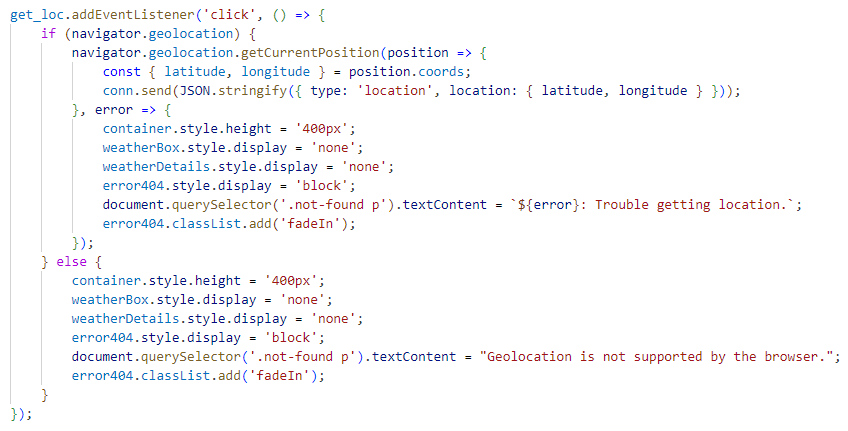 get_loc.addEventListener('click', () => {
    if (navigator.geolocation) {
        navigator.geolocation.getCurrentPosition(position => {
            const { latitude, longitude } = position.coords;
            conn.send(JSON.stringify({ type: 'location', location: { latitude, longitude } }));
        }, error => {
            container.style.height = '400px';
            weatherBox.style.display = 'none';
            weatherDetails.style.display = 'none';
            error404.style.display = 'block';
            document.querySelector('.not-found p').textContent = `${error}: Trouble getting location.`;
            error404.classList.add('fadeIn');
        });
    } else {
        container.style.height = '400px';
        weatherBox.style.display = 'none';
        weatherDetails.style.display = 'none';
        error404.style.display = 'block';
        document.querySelector('.not-found p').textContent = "Geolocation is not supported by the browser.";
        error404.classList.add('fadeIn');
    }
});